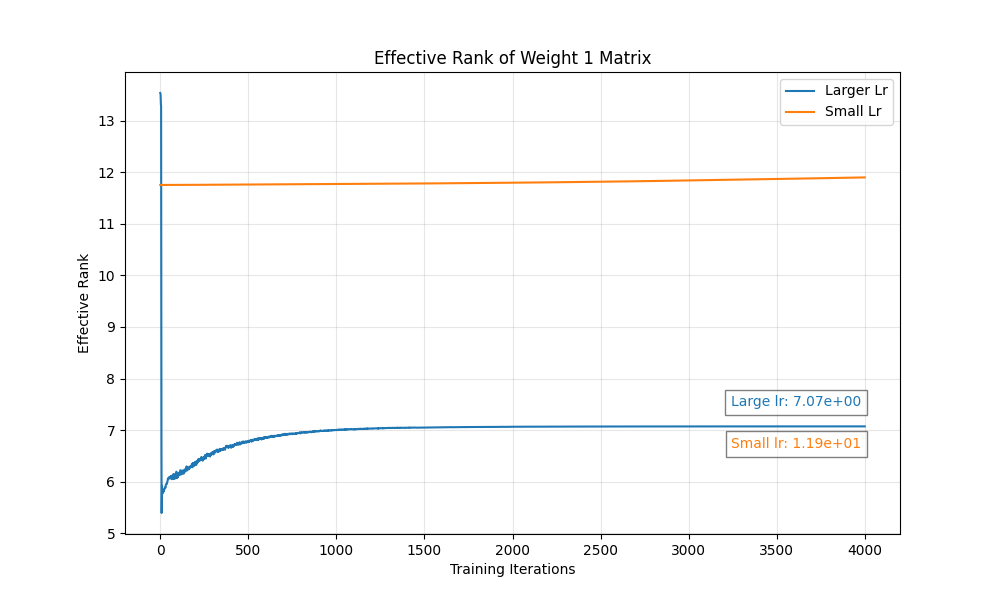 Effective Rank of Weight 1 Matrix
Larger Lr
Small Lr
Effective Rank
13
12
11
10
9
8
7
6
5
Large lr: 7.07e+00
Small lr: 1.19e+01
0
500
1000
1500
2000
2500
3000
3500
4000
Training Iterations